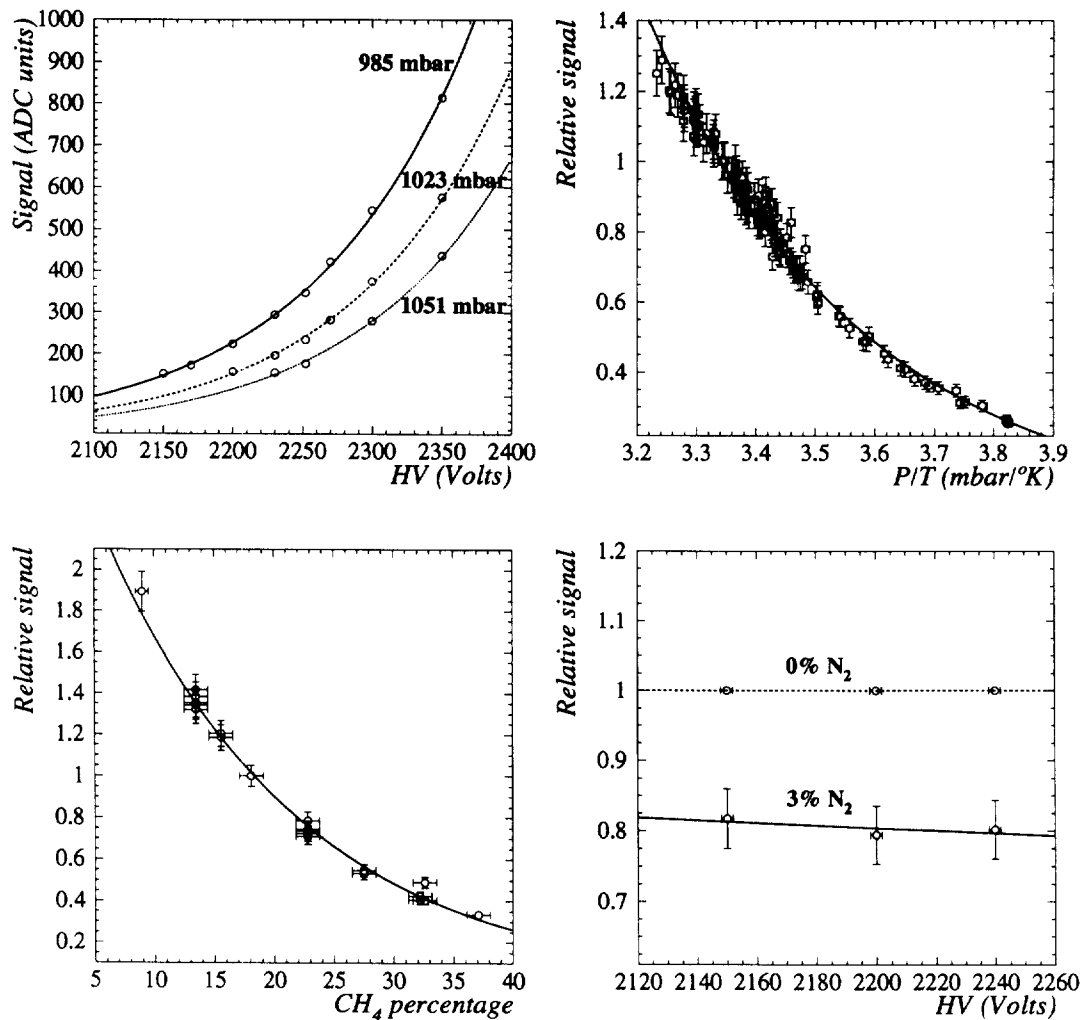 Signal (ADC units)
1000
900
800
700
600
500
400
300
200
100
985 mbar
1023 mbar
1051 mbar
2100 2150 2200 2250 2300 2350 2400
HV (Volts)
Relative signal
1.4
1.2
1
0.8
0.6
0.4
3.2 3.3 3.4 3.5 3.6 3.7 3.8 3.9
P/T (mbar/°K)
Relative signal
2
1.8
1.6
1.4
1.2
1
0.8
0.6
0.4
0.2
5 10 15 20 25 30 35 40
CH₄ percentage
Relative signal
1.2
1.1
1
0.9
0.8
0.7
0% N₂
3% N₂
2120 2140 2160 2180 2200 2220 2240 2260
HV (Volts)